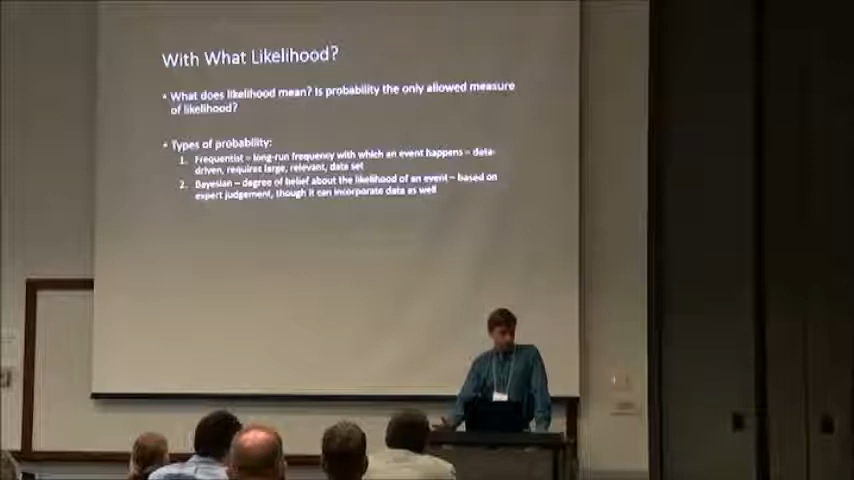 With What Likelihood?
• What does likelihood mean? Is probability the only allowed measure
of likelihood?
• Types of probability:
1. Frequentist – long-run frequency with which an event happens – data-
driven, requires large, relevant, data set
2. Bayesian – degree of belief about the likelihood of an event – based on
expert judgement, though it can incorporate data as well